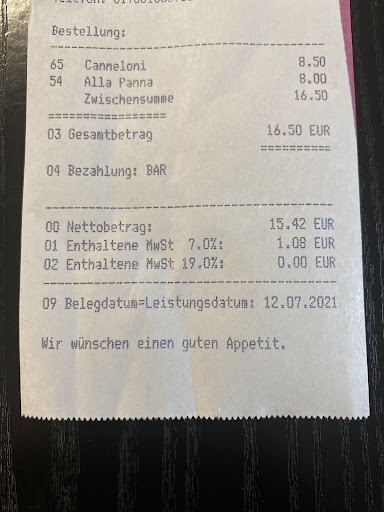 Bestellung:
65 Canneloni 8.50
54 Alla Panna 8.00
Zwischensumme 16.50
=================
03 Gesamtbetrag 16.50 EUR
==========
04 Bezahlung: BAR
00 Nettobetrag: 15.42 EUR
01 Enthaltene MwSt 7.0%: 1.08 EUR
02 Enthaltene MwSt 19.0%: 0.00 EUR
09 Belegdatum=Leistungsdatum: 12.07.2021
Wir wünschen einen guten Appetit.